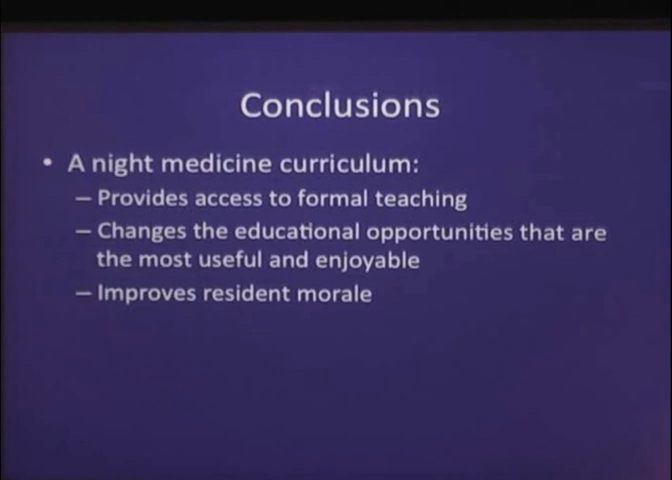 Conclusions
• A night medicine curriculum:
– Provides access to formal teaching
– Changes the educational opportunities that are
the most useful and enjoyable
– Improves resident morale